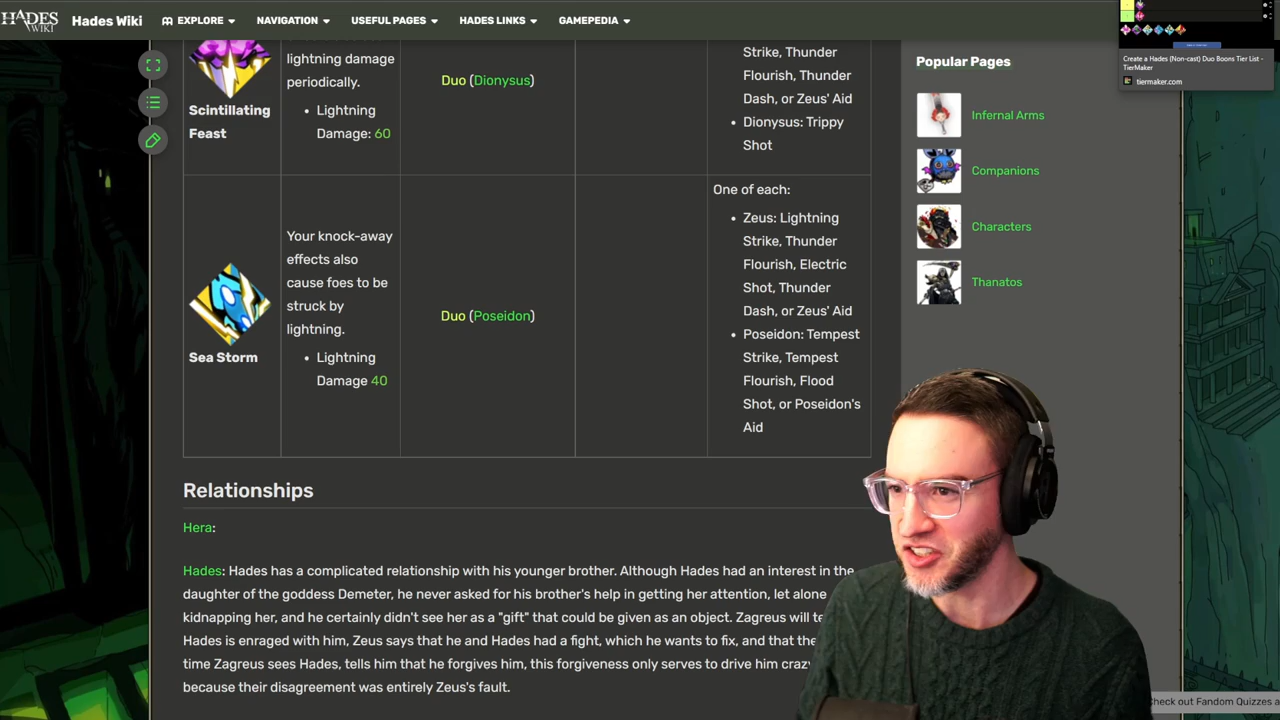 HADES
WIKI
Hades Wiki
EXPLORE
NAVIGATION
USEFUL PAGES
HADES LINKS
GAMEPEDIA
Create a Hades (Non-cast) Duo Boons Tier List -
TierMaker
tiermaker.com
Scintillating
Feast
lightning damage
periodically.
• Lightning
Damage: 60
Duo (Dionysus)
Strike, Thunder
Flourish, Thunder
Dash, or Zeus' Aid
• Dionysus: Trippy
Shot
Sea Storm
Your knock-away
effects also
cause foes to be
struck by
lightning.
• Lightning
Damage 40
Duo (Poseidon)
One of each:
• Zeus: Lightning
Strike, Thunder
Flourish, Electric
Shot, Thunder
Dash, or Zeus' Aid
• Poseidon: Tempest
Strike, Tempest
Flourish, Flood
Shot, or Poseidon's
Aid
Popular Pages
Infernal Arms
Companions
Characters
Thanatos
Relationships
Hera:
Hades: Hades has a complicated relationship with his younger brother. Although Hades had an interest in the
daughter of the goddess Demeter, he never asked for his brother's help in getting her attention, let alone
kidnapping her, and he certainly didn't see her as a "gift" that could be given as an object. Zagreus will
Hades is enraged with him, Zeus says that he and Hades had a fight, which he wants to fix, and that the
time Zagreus sees Hades, tells him that he forgives him, this forgiveness only serves to drive him
because their disagreement was entirely Zeus's fault.
Check out Fandom Quizzes